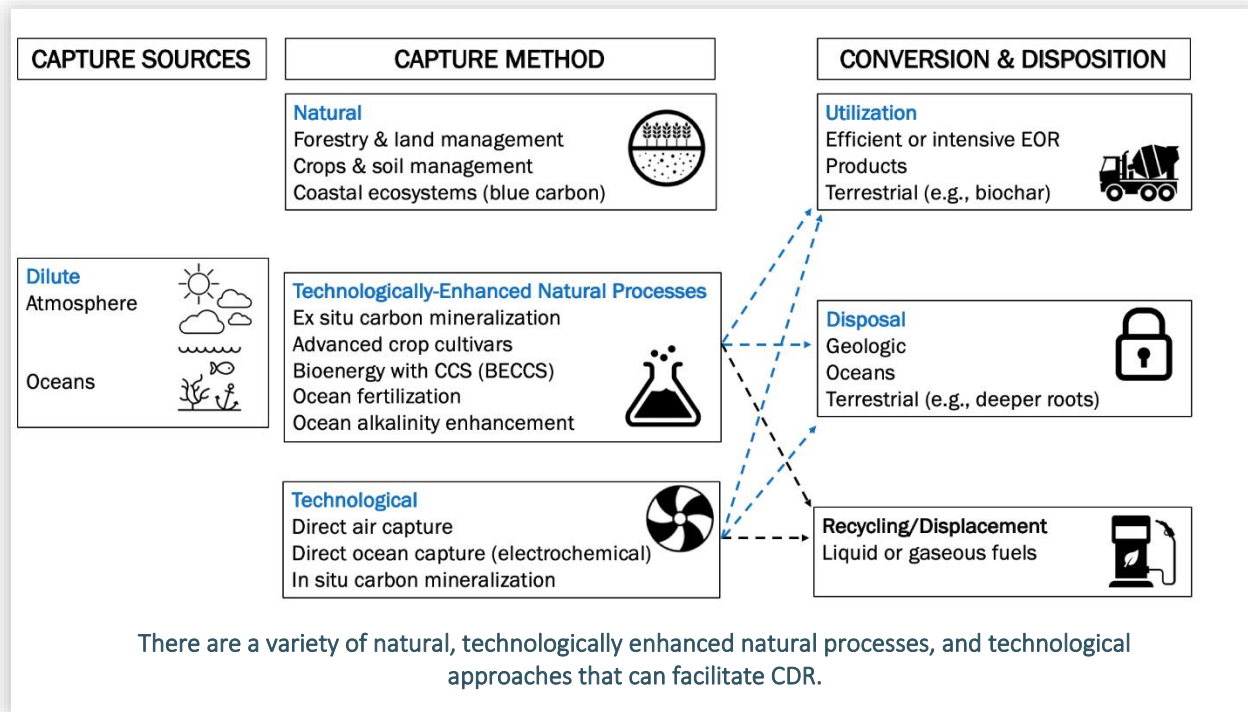 CAPTURE SOURCES
CAPTURE METHOD
CONVERSION & DISPOSITION
Dilute
Atmosphere
Oceans
Natural
Forestry & land management
Crops & soil management
Coastal ecosystems (blue carbon)
Technologically-Enhanced Natural Processes
Ex situ carbon mineralization
Advanced crop cultivars
Bioenergy with CCS (BECCS)
Ocean fertilization
Ocean alkalinity enhancement
Technological
Direct air capture
Direct ocean capture (electrochemical)
In situ carbon mineralization
Utilization
Efficient or intensive EOR
Products
Terrestrial (e.g., biochar)
Disposal
Geologic
Oceans
Terrestrial (e.g., deeper roots)
Recycling/Displacement
Liquid or gaseous fuels
There are a variety of natural, technologically enhanced natural processes, and technological
approaches that can facilitate CDR.